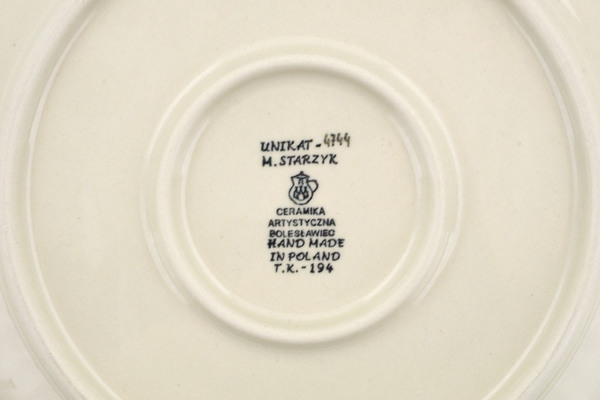 UNIKAT - 4744
M. STARZYK
CERAMIKA
ARTYSTYCZNA
BOLESŁAWIEC
HAND MADE
IN POLAND
T.K. - 194